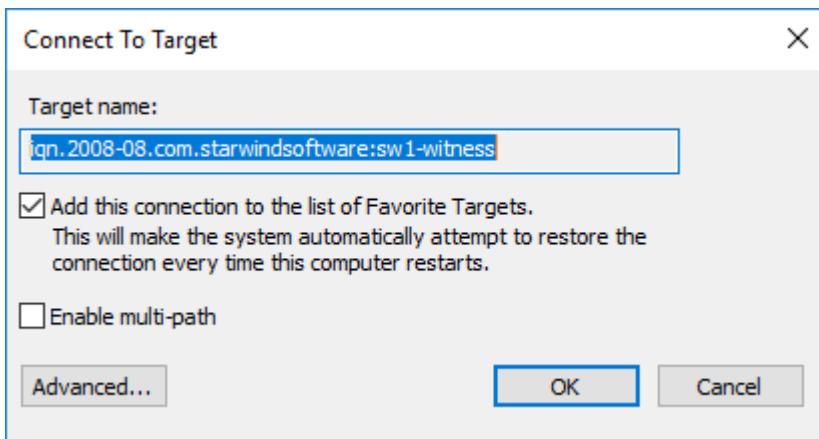 Connect To Target
Target name:
iqn.2008-08.com.starwindsoftware:sw1-witness
Add this connection to the list of Favorite Targets.
This will make the system automatically attempt to restore the
connection every time this computer restarts.
Enable multi-path
Advanced...
OK
Cancel